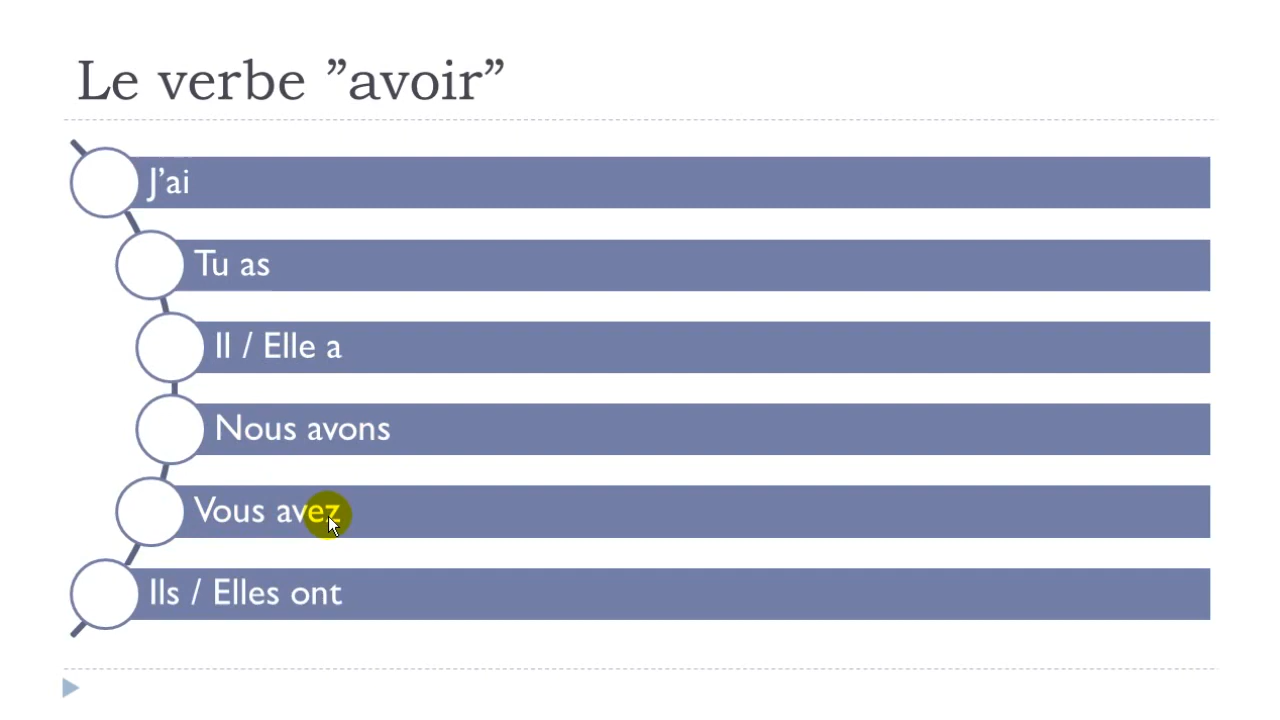 Le verbe ”avoir”
J’ai
Tu as
Il / Elle a
Nous avons
Vous avez
Ils / Elles ont